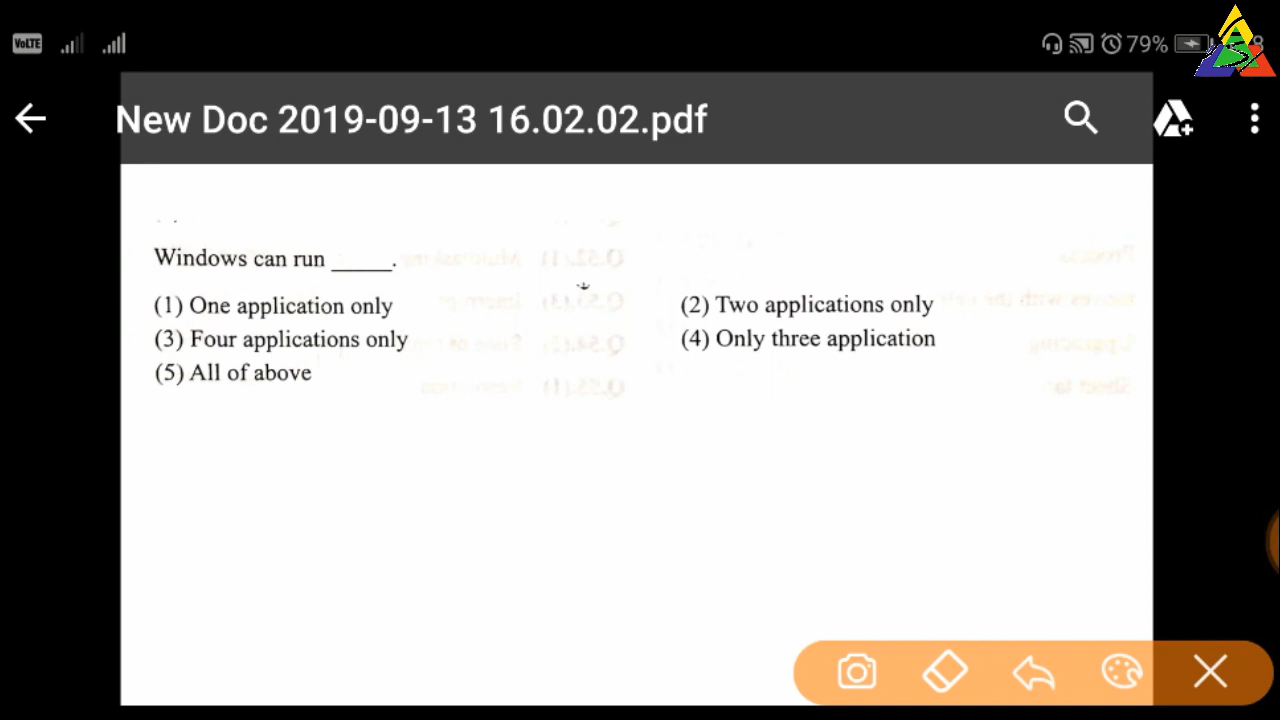 VoLTE 79%
New Doc 2019-09-13 16.02.02.pdf
Windows can run _____.
(1) One application only (2) Two applications only
(3) Four applications only (4) Only three application
(5) All of above